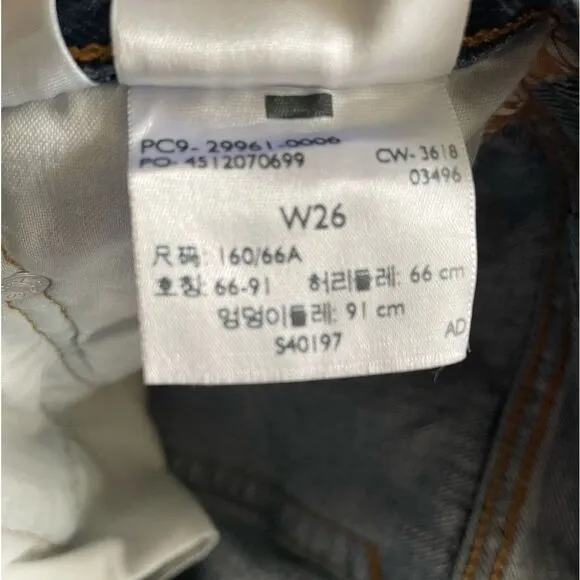 PC9- 29961-0006
PO- 4512070699 CW- 3618
03496
W26
尺码: 160/66A
호칭: 66-91 허리둘레: 66 cm
엉덩이둘레: 91 cm
S40197
AD